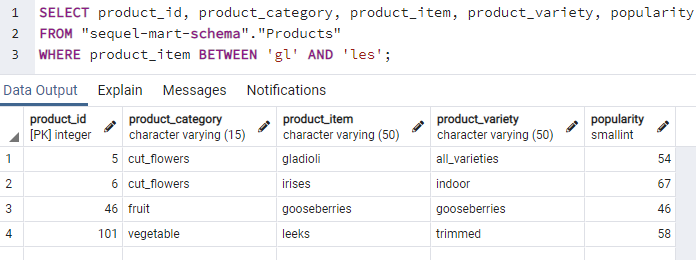 1 SELECT product_id, product_category, product_item, product_variety, popularity
2 FROM "sequel-mart-schema"."Products"
3 WHERE product_item BETWEEN 'gl' AND 'les';
Data Output Explain Messages Notifications
product_id product_category product_item product_variety popularity
[PK] integer character varying (15) character varying (50) character varying (50) smallint
1 5 cut_flowers gladioli all_varieties 54
2 6 cut_flowers irises indoor 67
3 46 fruit gooseberries gooseberries 46
4 101 vegetable leeks trimmed 58